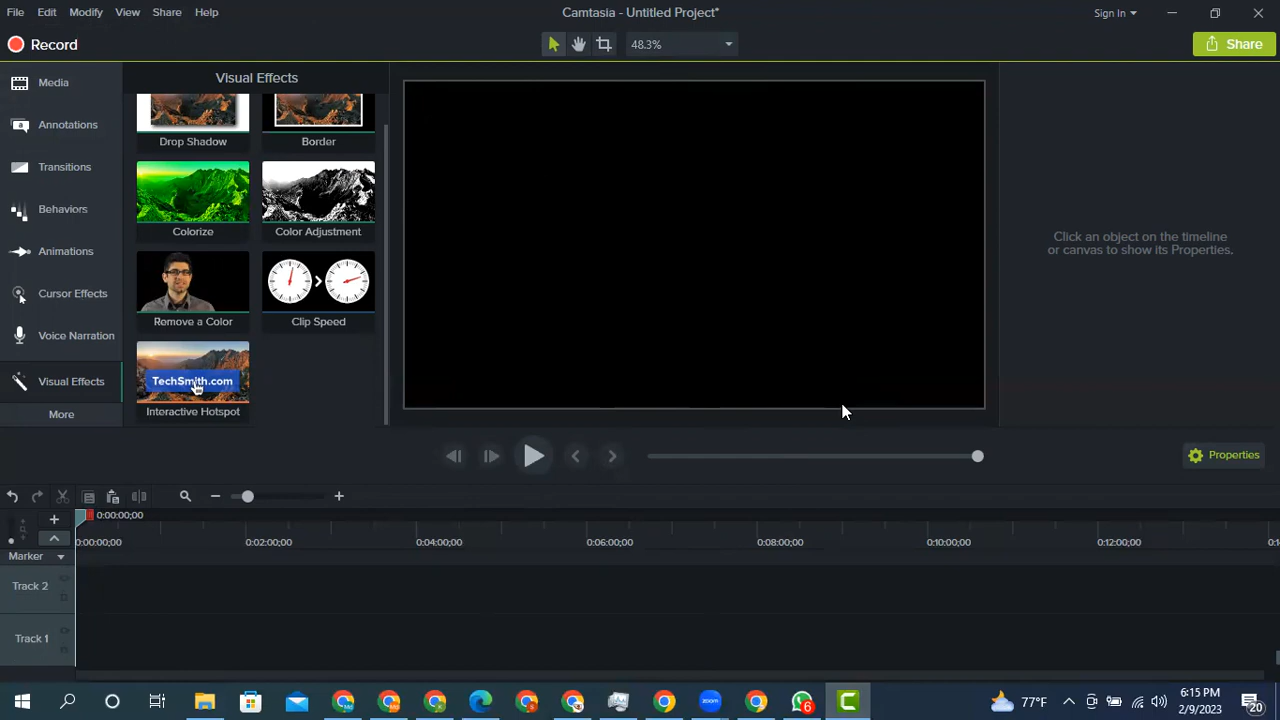 File Edit Modify View Share Help Camtasia - Untitled Project* Sign In
Record 48.3% Share
Media
Annotations
Transitions
Behaviors
Animations
Cursor Effects
Voice Narration
Visual Effects
More
Visual Effects
Drop Shadow Border
Colorize Color Adjustment
Remove a Color Clip Speed
TechSmith.com
Interactive Hotspot
Click an object on the timeline
or canvas to show its Properties.
Properties
0:00:00;00
0:00:00;00 0:02:00;00 0:04:00;00 0:06:00;00 0:08:00;00 0:10:00;00 0:12:00;00
Marker
Track 2
Track 1
zoom 6 77°F 6:15 PM
2/9/2023 20